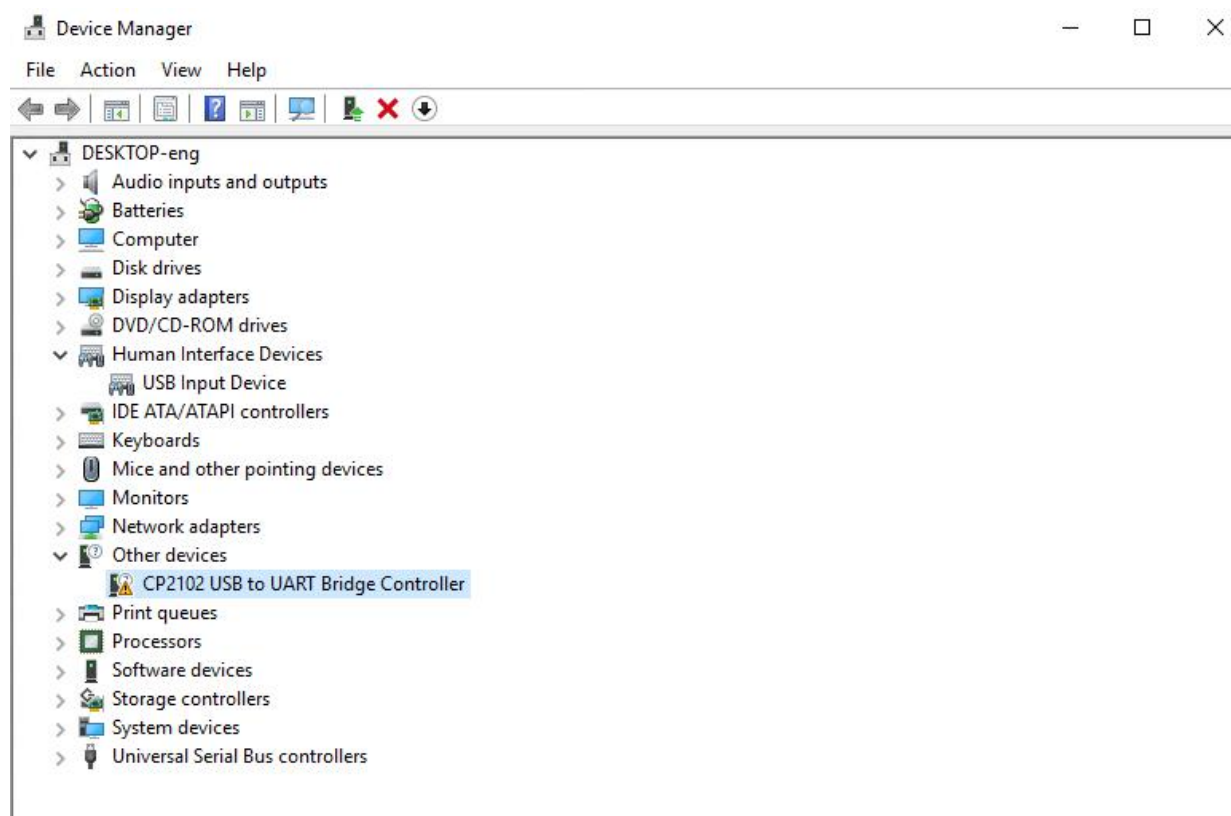 Device Manager
File Action View Help
DESKTOP-eng
Audio inputs and outputs
Batteries
Computer
Disk drives
Display adapters
DVD/CD-ROM drives
Human Interface Devices
USB Input Device
IDE ATA/ATAPI controllers
Keyboards
Mice and other pointing devices
Monitors
Network adapters
Other devices
CP2102 USB to UART Bridge Controller
Print queues
Processors
Software devices
Storage controllers
System devices
Universal Serial Bus controllers